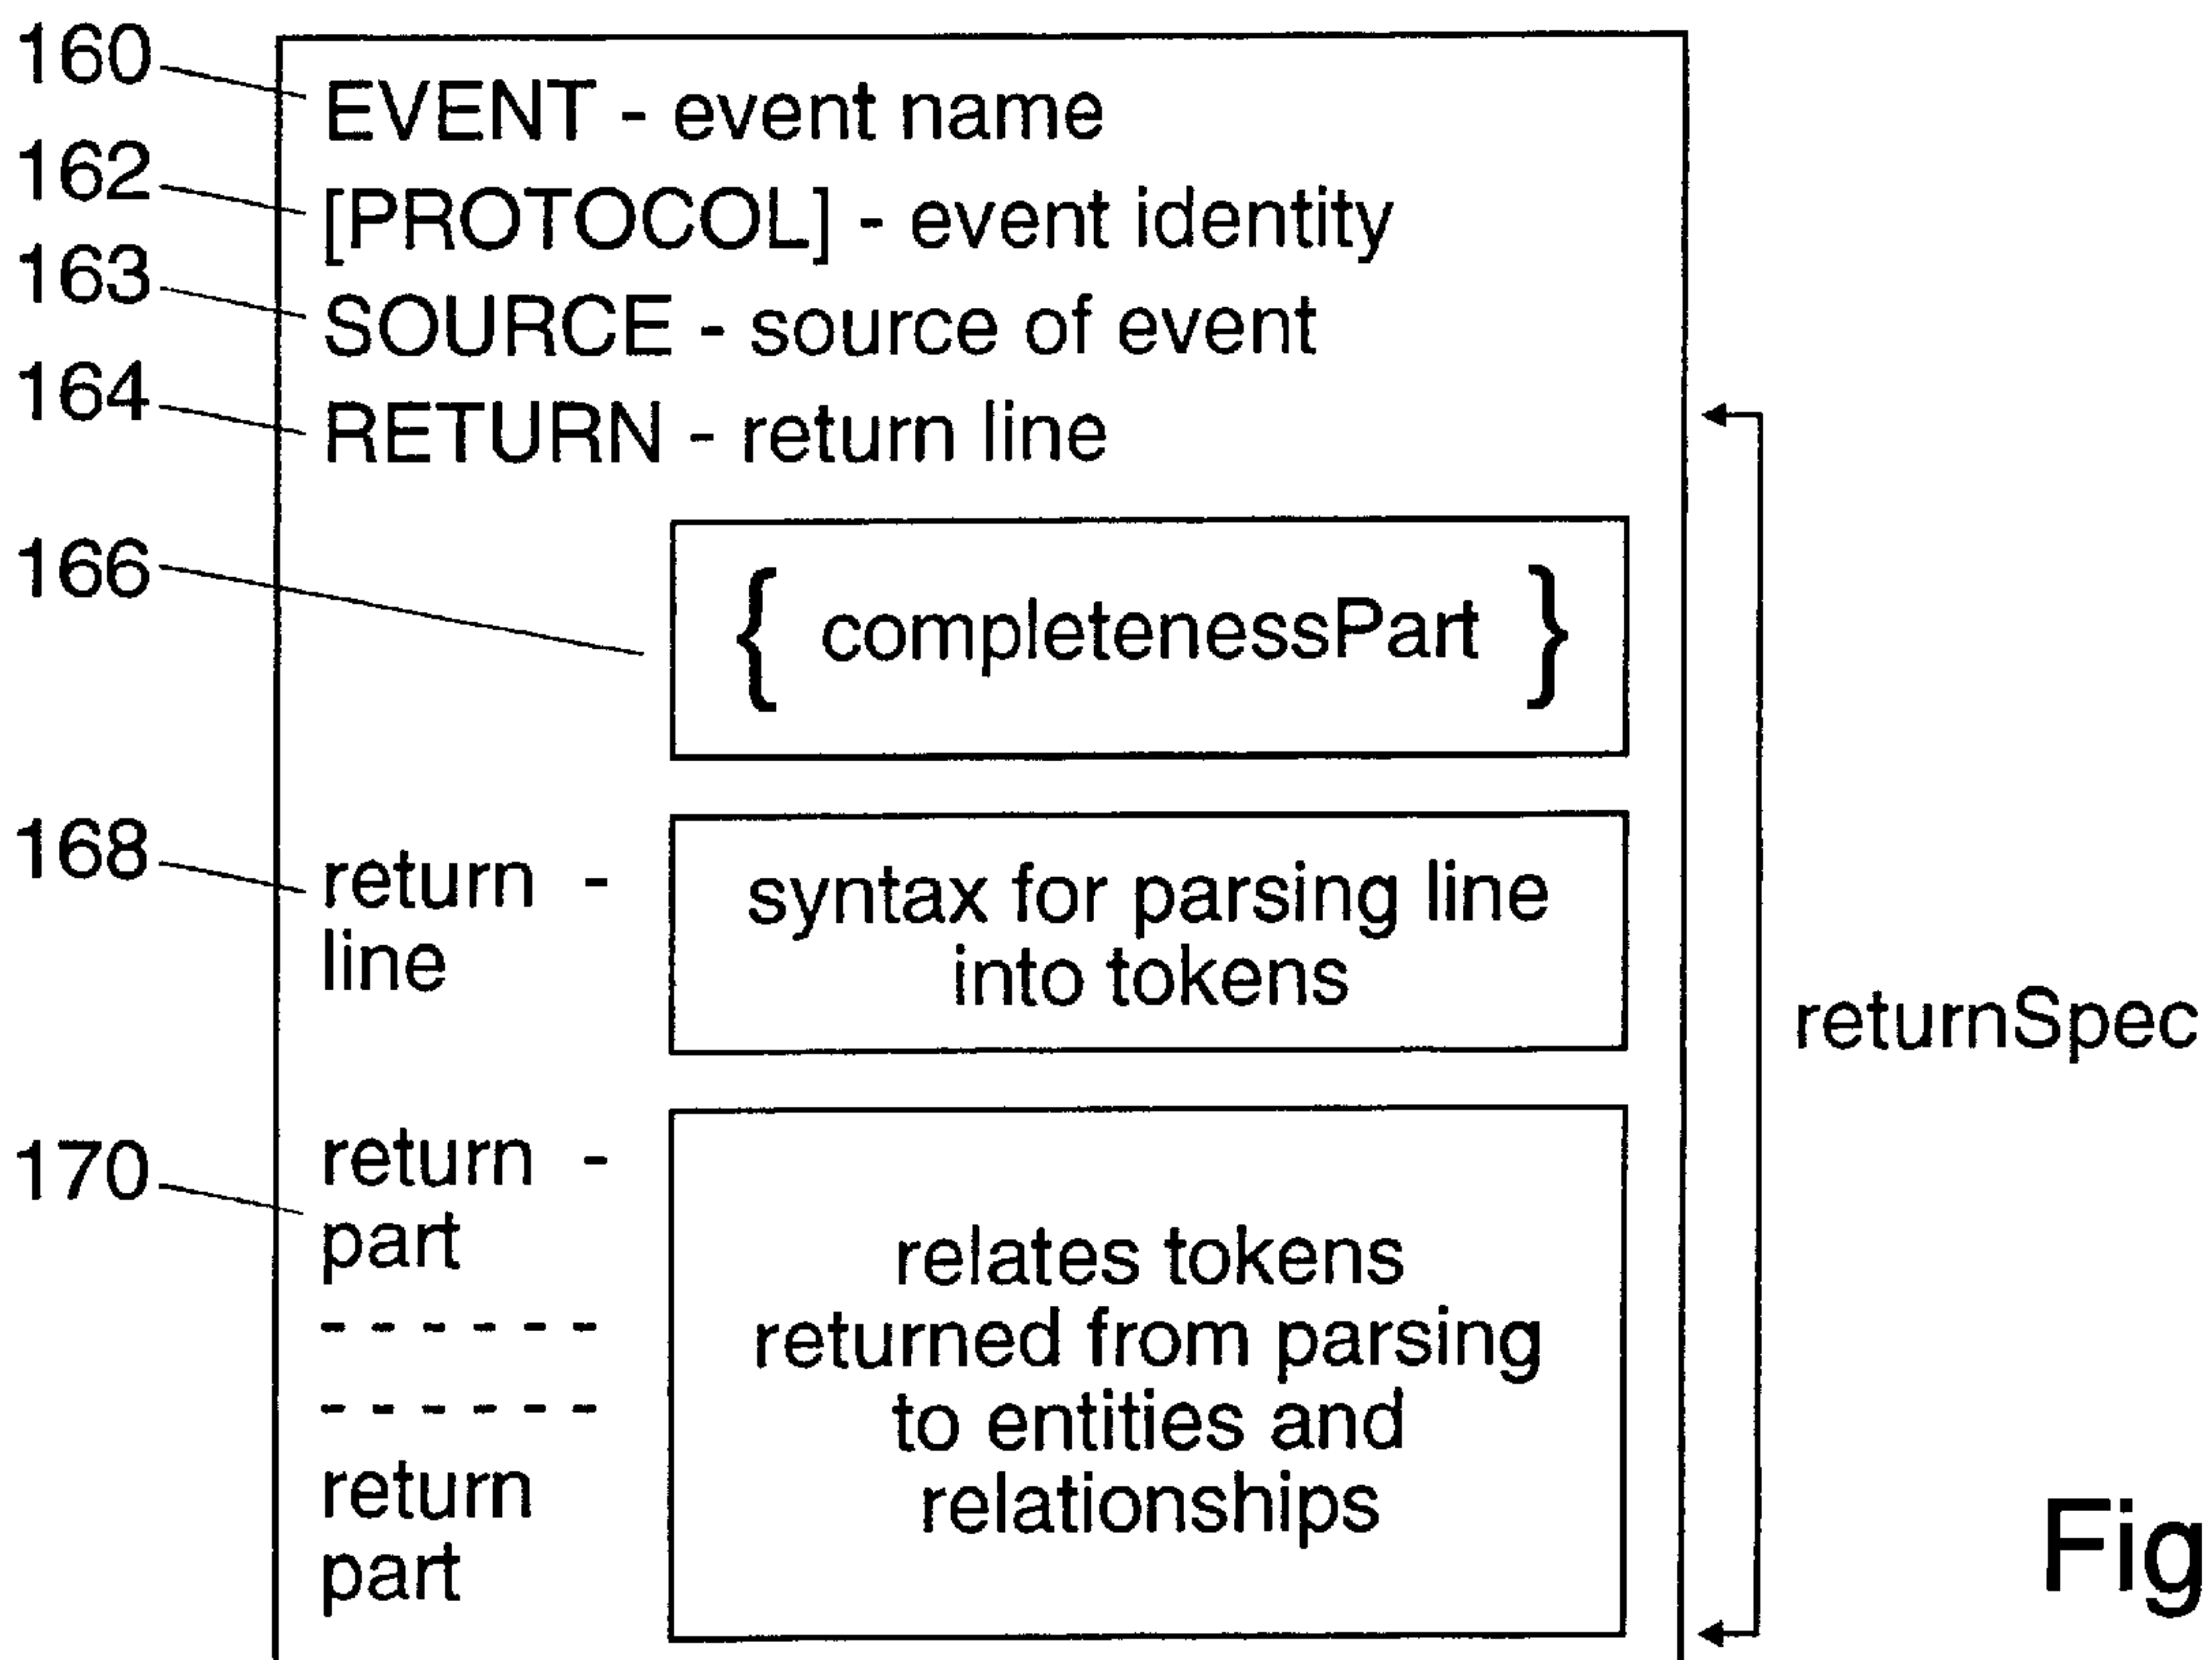 160
EVENT - event name
162
[PROTOCOL] - event identity
163
SOURCE - source of event
164
RETURN - return line
166
{ completenessPart }
168
return -
line
syntax for parsing line
into tokens
returnSpec
170
return -
part
- - - - - -
- - - - - -
return
part
relates tokens
returned from parsing
to entities and
relationships
Fig